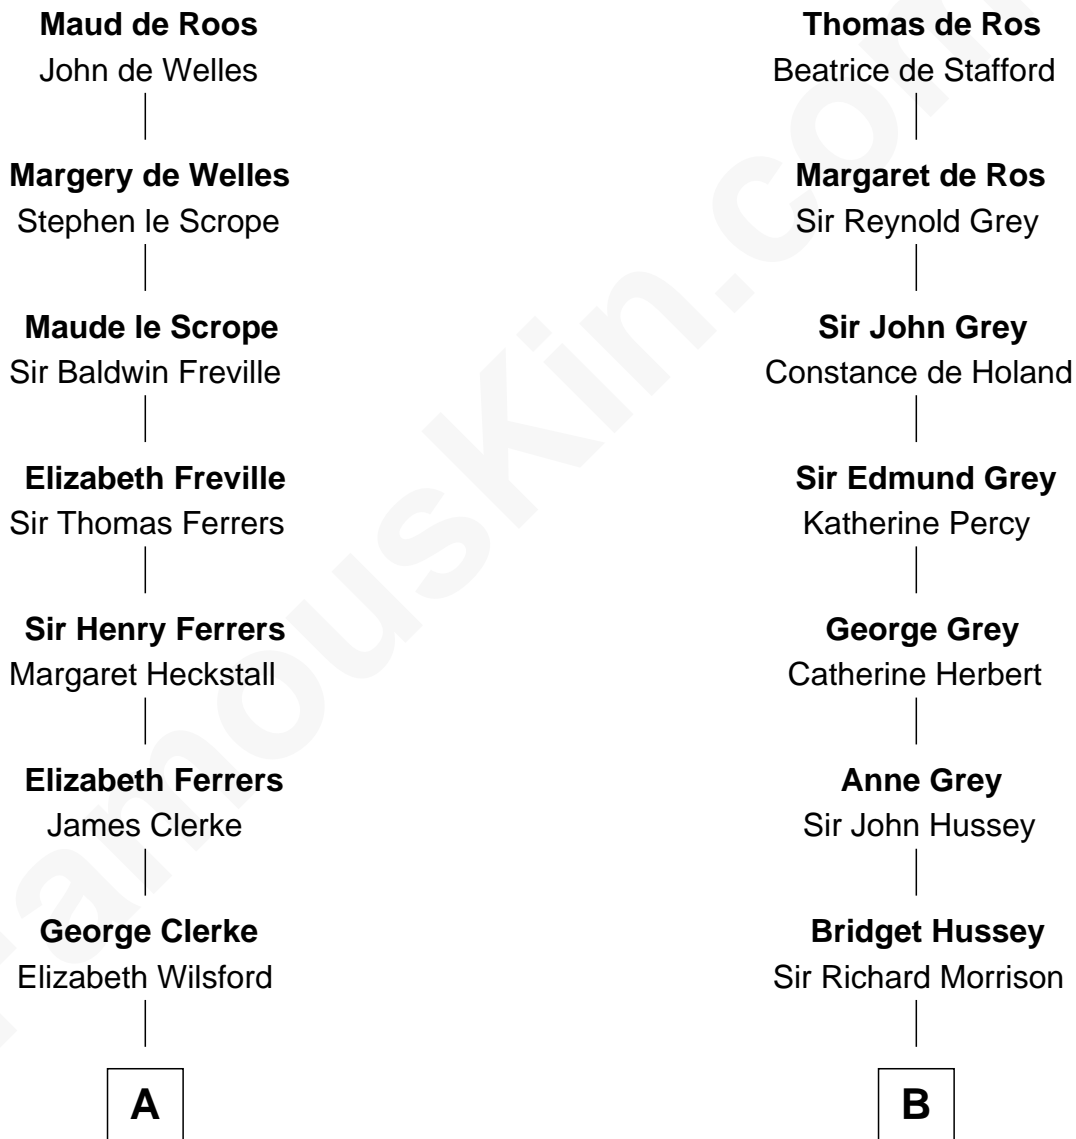 Maud de Roos
John de Welles
Margery de Welles
Stephen le Scrope
Maude le Scrope
Sir Baldwin Freville
Elizabeth Freville
Sir Thomas Ferrers
Sir Henry Ferrers
Margaret Heckstall
Elizabeth Ferrers
James Clerke
George Clerke
Elizabeth Wilsford
A
Thomas de Ros
Beatrice de Stafford
Margaret de Ros
Sir Reynold Grey
Sir John Grey
Constance de Holand
Sir Edmund Grey
Katherine Percy
George Grey
Catherine Herbert
Anne Grey
Sir John Hussey
Bridget Hussey
Sir Richard Morrison
B
FamousKin.com